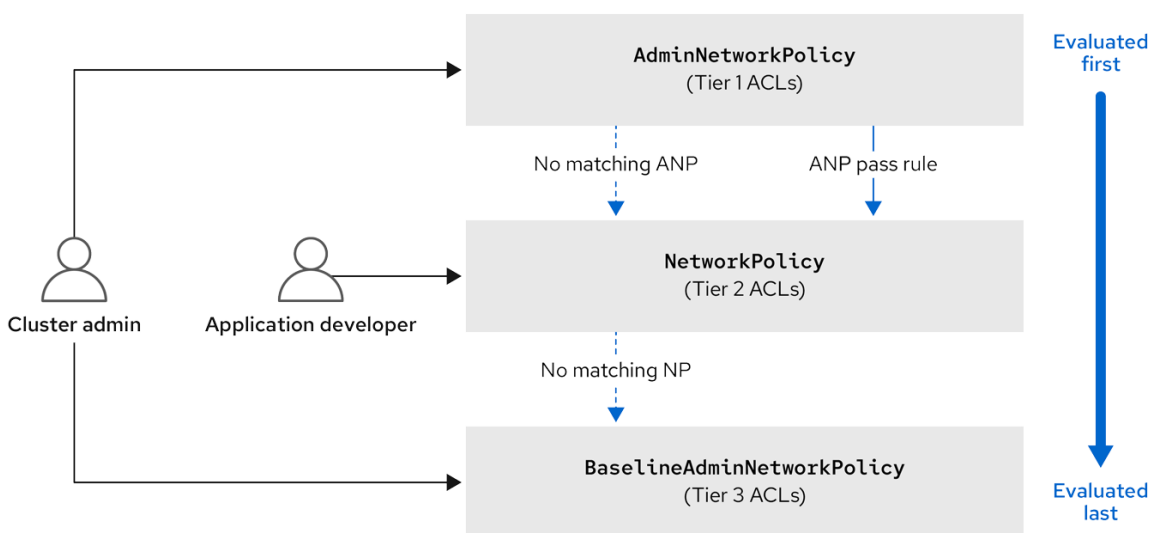 AdminNetworkPolicy
(Tier 1 ACLs)
Evaluated
first
No matching ANP
ANP pass rule
NetworkPolicy
(Tier 2 ACLs)
Cluster admin
Application developer
No matching NP
BaselineAdminNetworkPolicy
(Tier 3 ACLs)
Evaluated
last